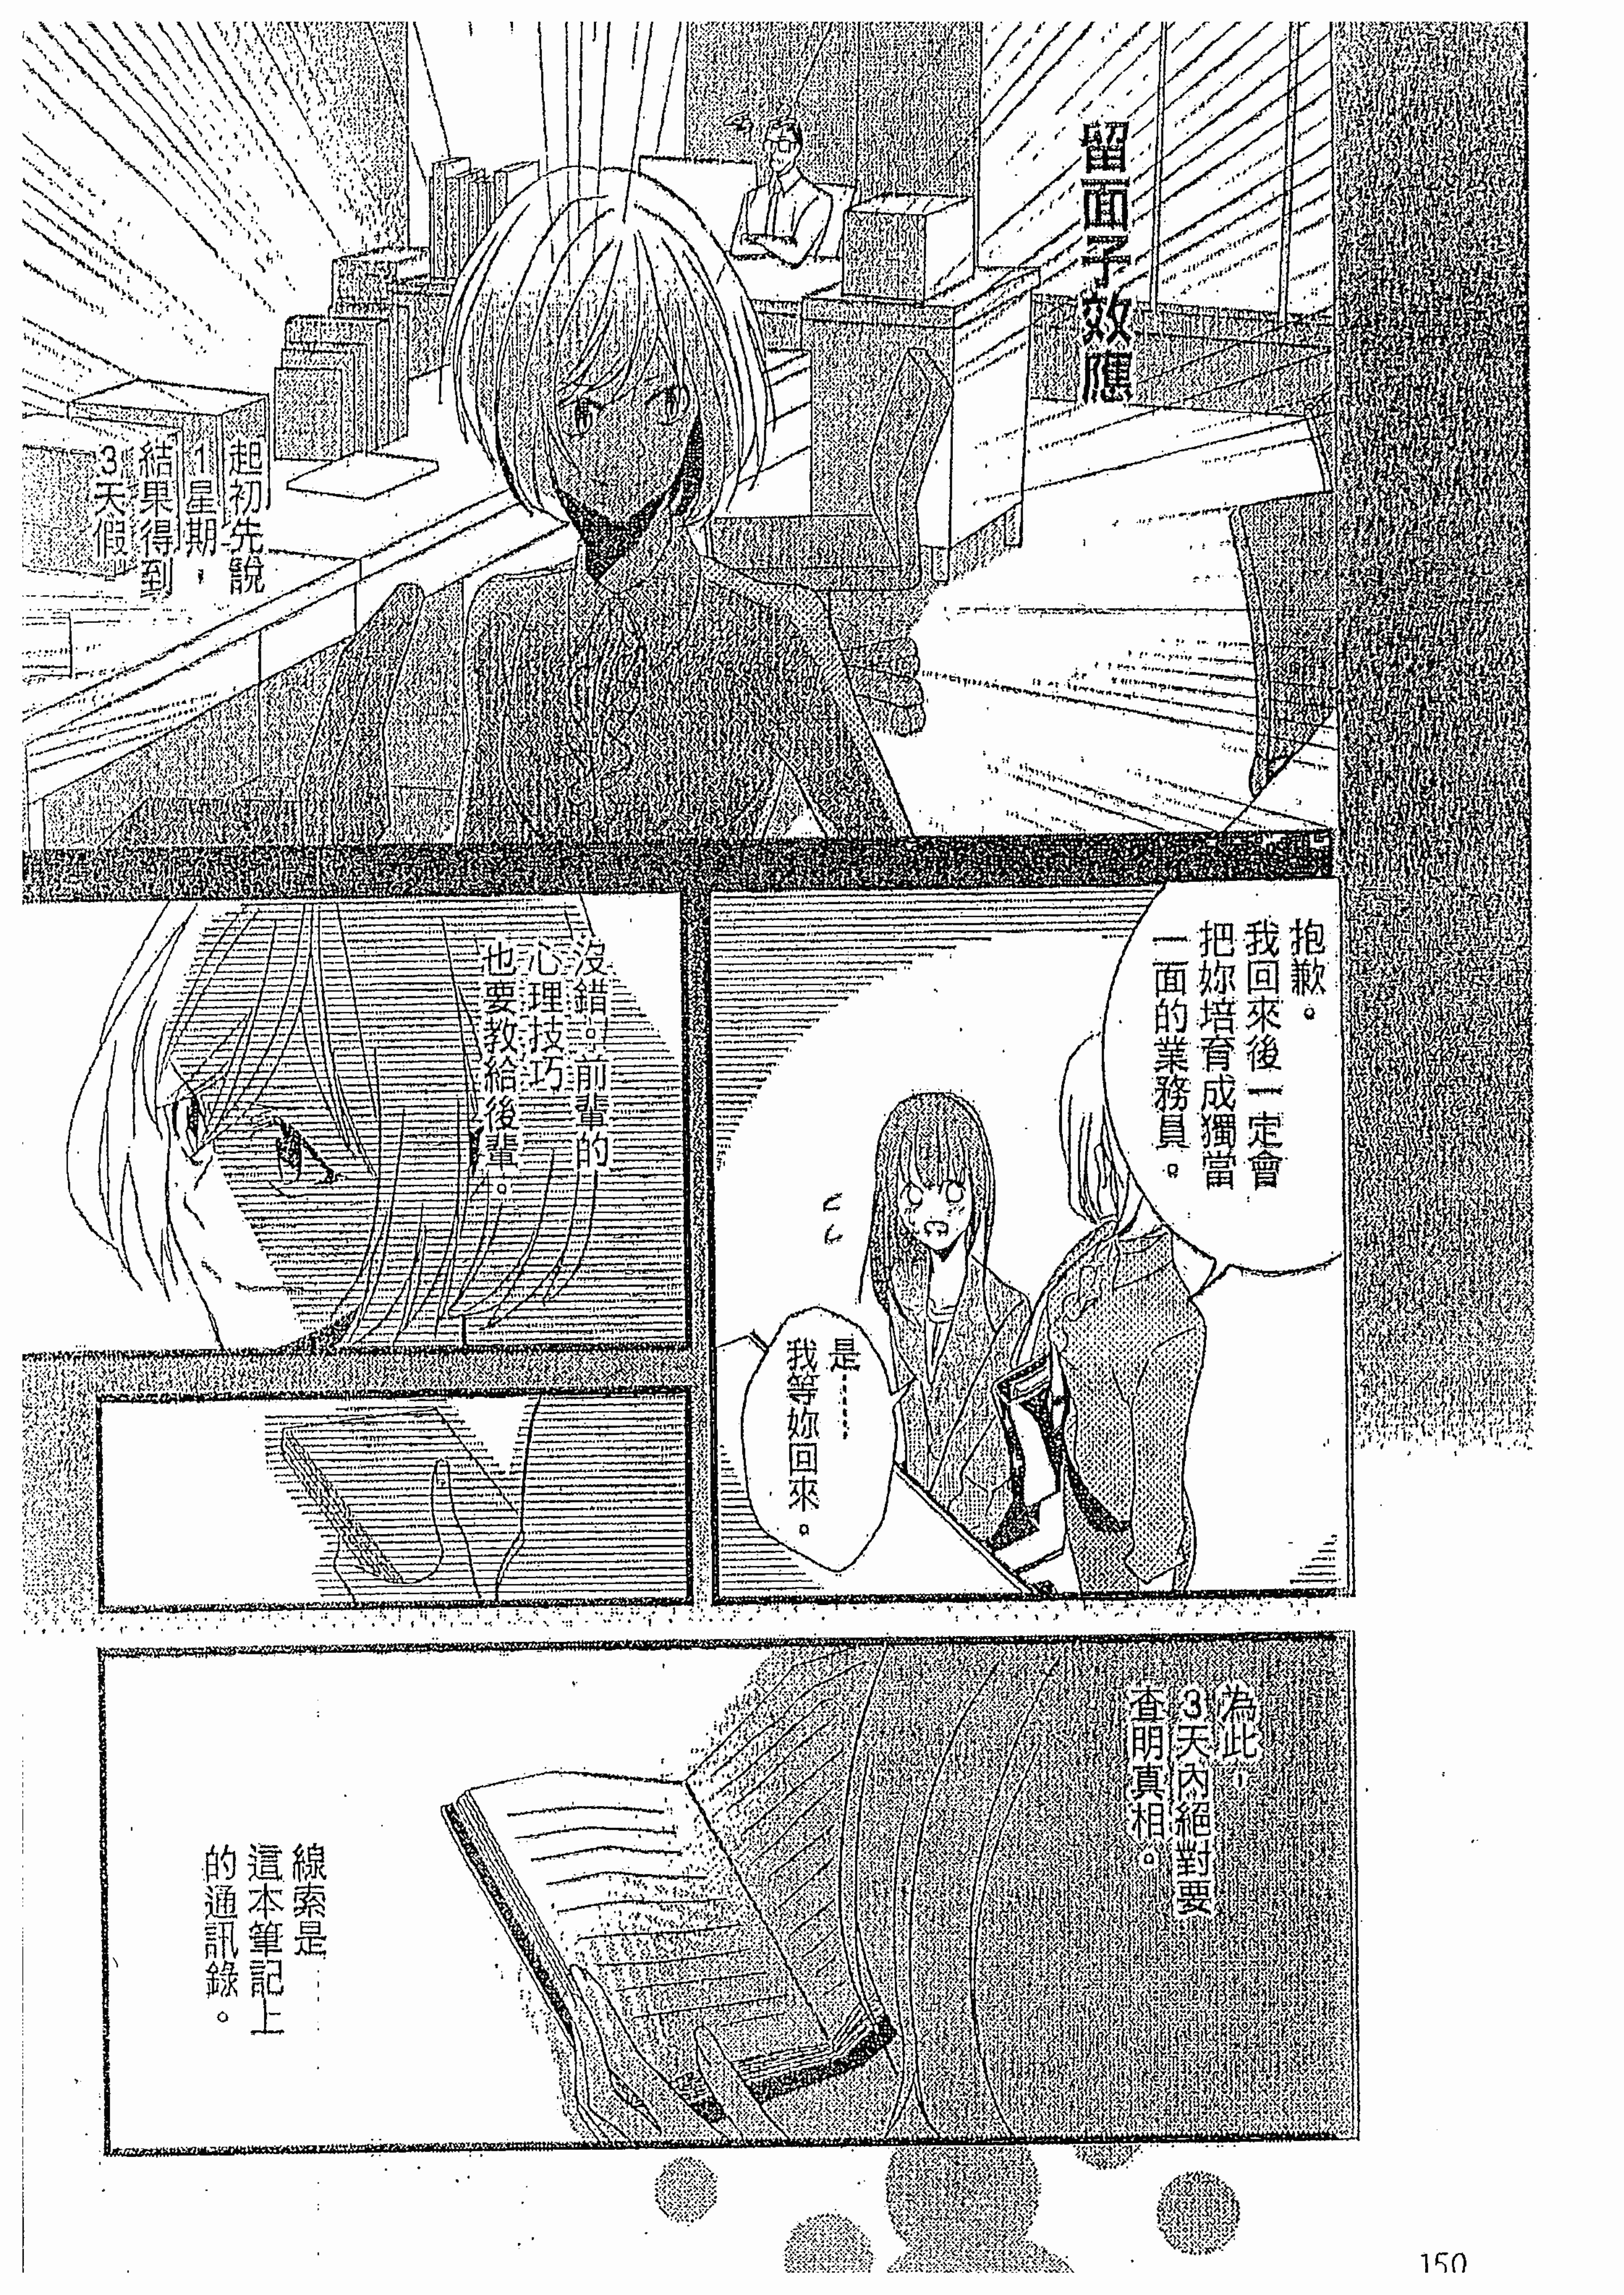 留面子效應
起初先說
1星期，
結果得到
3天假。
抱歉。
我回來後一定會
把妳培育成獨當
一面的業務員。
是……
我等妳回來。
沒錯。前輩的
心理技巧
也要教給後輩。
為此，
3天內絕對要
查明真相。
線索是
這本筆記上
的通訊錄。
150